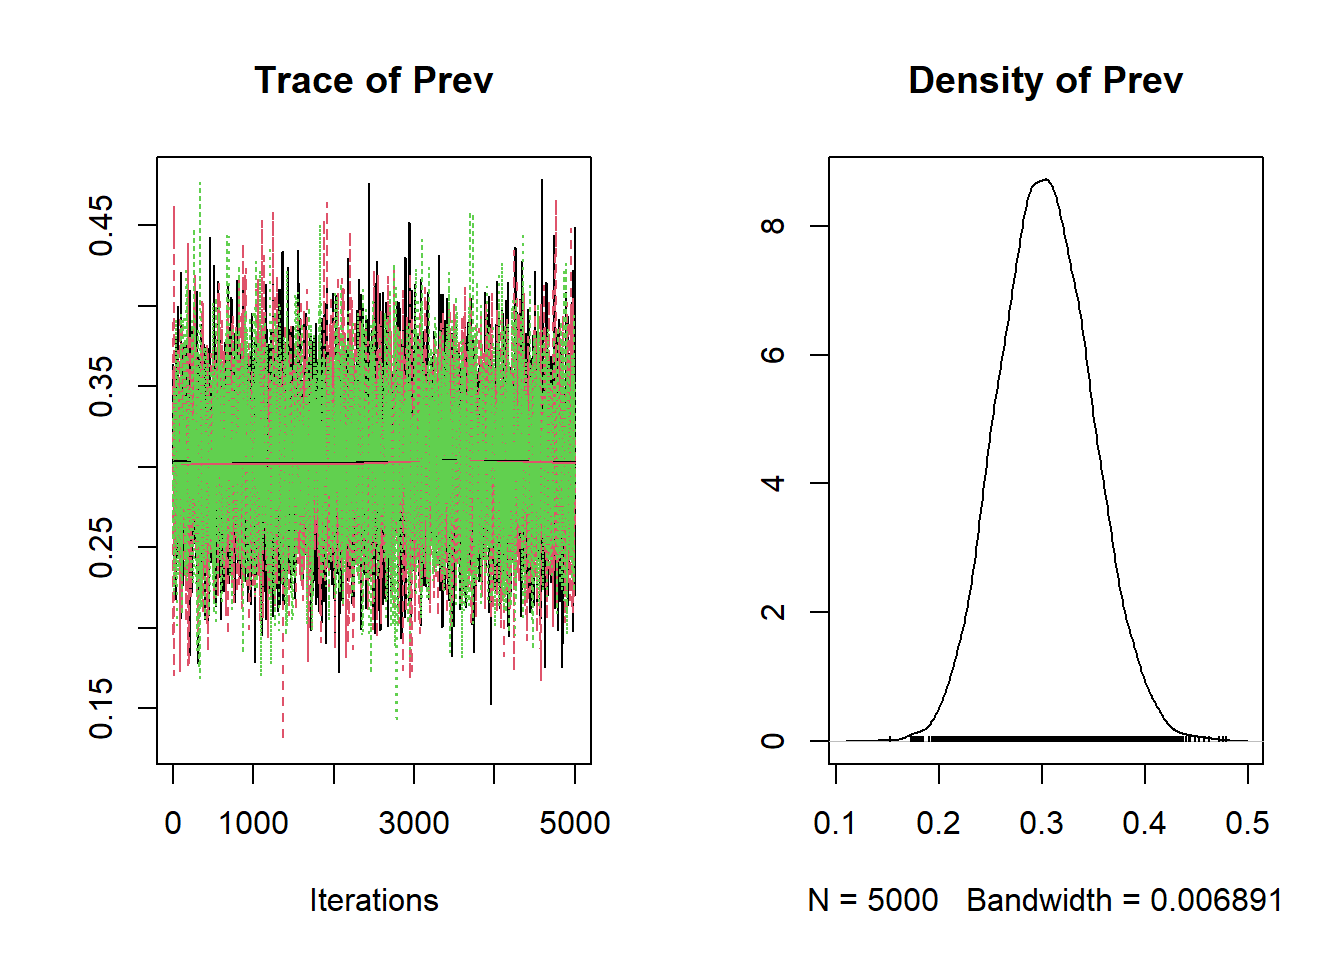 Trace of Prev
0.45
0.35
0.25
0.15
0 1000 3000 5000
Iterations
Density of Prev
8
6
4
2
0
0.1 0.2 0.3 0.4 0.5
N = 5000 Bandwidth = 0.006891